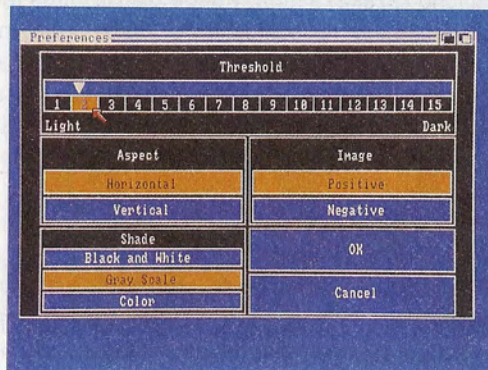 Preferences
Threshold
1 2 3 4 5 6 7 8 9 10 11 12 13 14 15
Light Dark
Aspect
Horizontal
Vertical
Image
Positive
Negative
Shade
Black and White
Gray Scale
Color
OK
Cancel